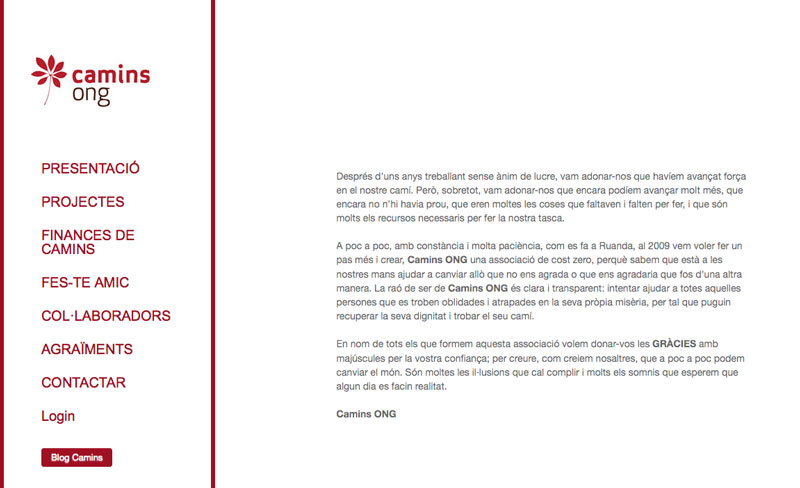 camins
ong
PRESENTACIÓ
PROJECTES
FINANCES DE
CAMINS
FES-TE AMIC
COL·LABORADORS
AGRAÏMENTS
CONTACTAR
Login
Blog Camins
Després d'uns anys treballant sense ànim de lucre, vam adonar-nos que havíem avançat força
en el nostre camí. Però, sobretot, vam adonar-nos que encara podíem avançar molt més, que
encara no n'hi havia prou, que eren moltes les coses que faltaven i falten per fer, i que són
molts els recursos necessaris per fer la nostra tasca.
A poc a poc, amb constància i molta paciència, com es fa a Ruanda, al 2009 vem voler fer un
pas més i crear, Camins ONG una associació de cost zero, perquè sabem que està a les
nostres mans ajudar a canviar allò que no ens agrada o que ens agradaria que fos d'una altra
manera. La raó de ser de Camins ONG és clara i transparent: intentar ajudar a totes aquelles
persones que es troben oblidades i atrapades en la seva pròpia misèria, per tal que puguin
recuperar la seva dignitat i trobar el seu camí.
En nom de tots els que formem aquesta associació volem donar-vos les GRÀCIES amb
majúscules per la vostra confiança; per creure, com creiem nosaltres, que a poc a poc podem
canviar el món. Són moltes les il·lusions que cal complir i molts els somnis que esperem que
algun dia es facin realitat.
Camins ONG